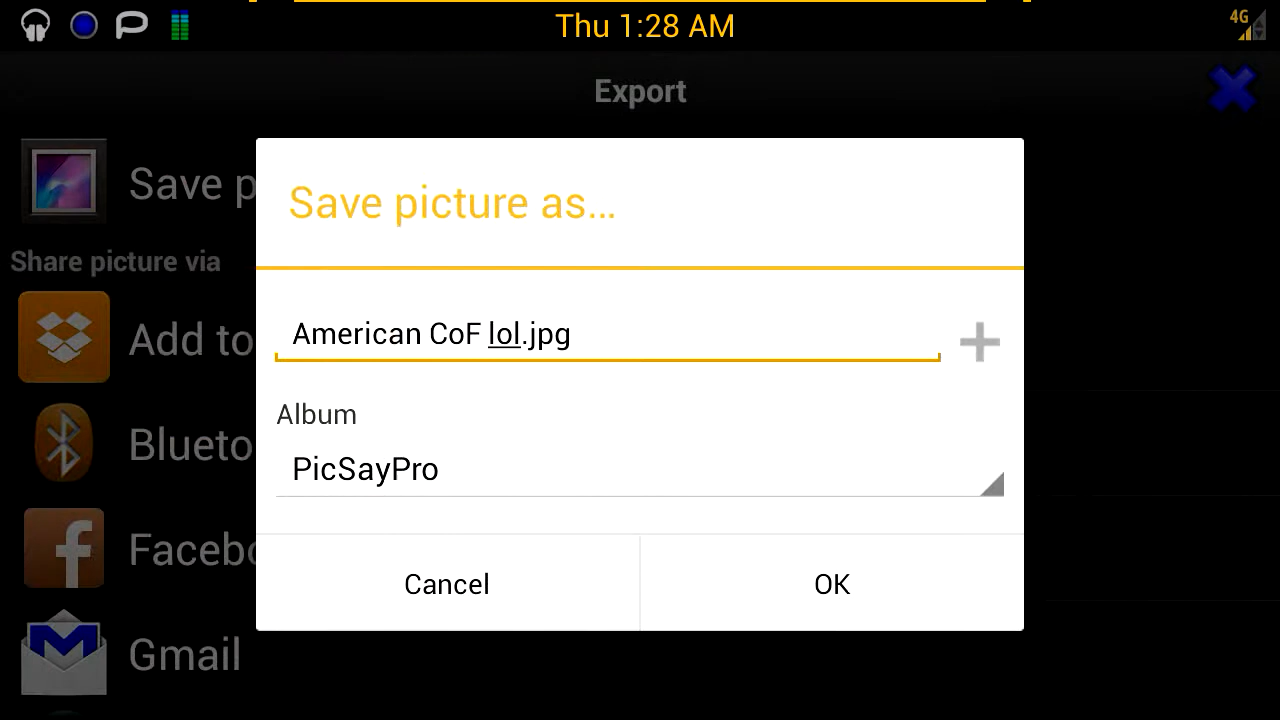 Thu 1:28 AM
4G
Export
Save p
Save picture as...
Share picture via
American CoF lol.jpg
Add to
Album
Blueto
PicSayPro
Facebo
Cancel
OK
Gmail